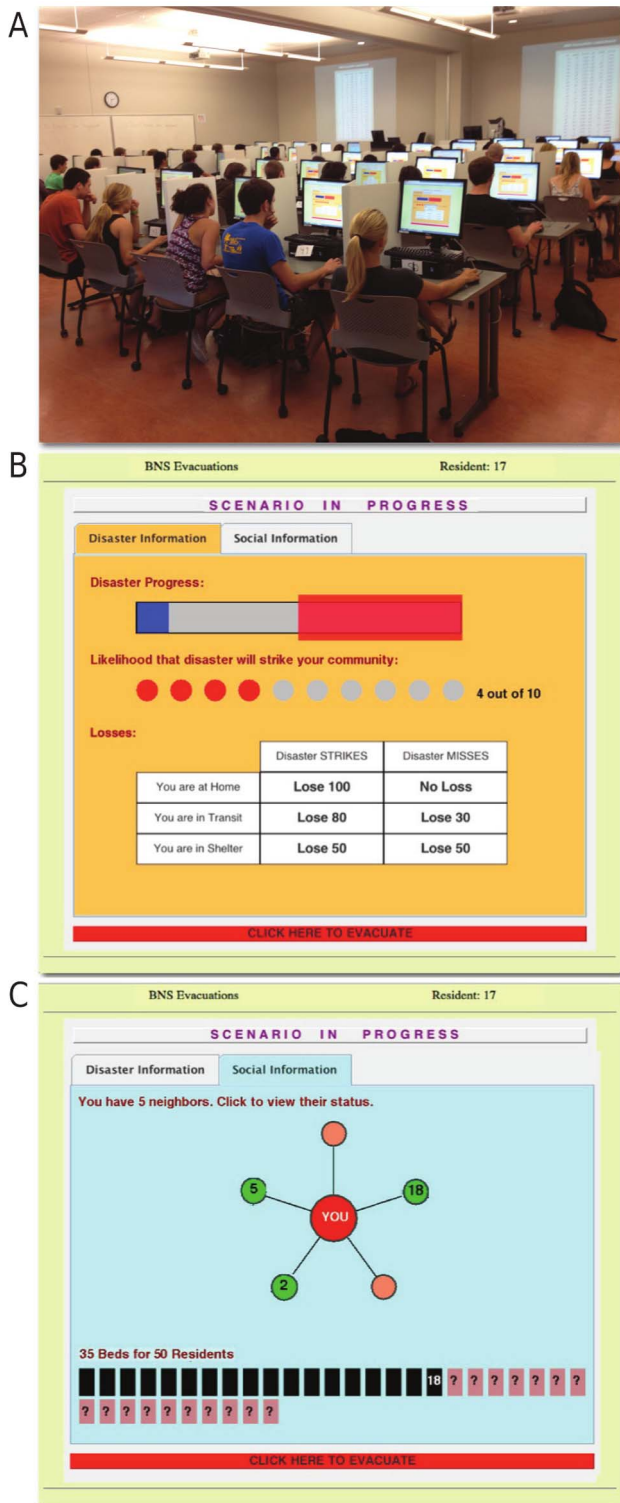 A
B
BNS Evacuations Resident: 17
SCENARIO IN PROGRESS
Disaster Information Social Information
Disaster Progress:
Likelihood that disaster will strike your community:
4 out of 10
Losses:
Disaster STRIKES Disaster MISSES
You are at Home Lose 100 No Loss
You are in Transit Lose 80 Lose 30
You are in Shelter Lose 50 Lose 50
CLICK HERE TO EVACUATE
C
BNS Evacuations Resident: 17
SCENARIO IN PROGRESS
Disaster Information Social Information
You have 5 neighbors. Click to view their status.
5 18
YOU
2
35 Beds for 50 Residents
18 ? ? ? ? ? ? ?
? ? ? ? ? ? ? ? ? ?
CLICK HERE TO EVACUATE